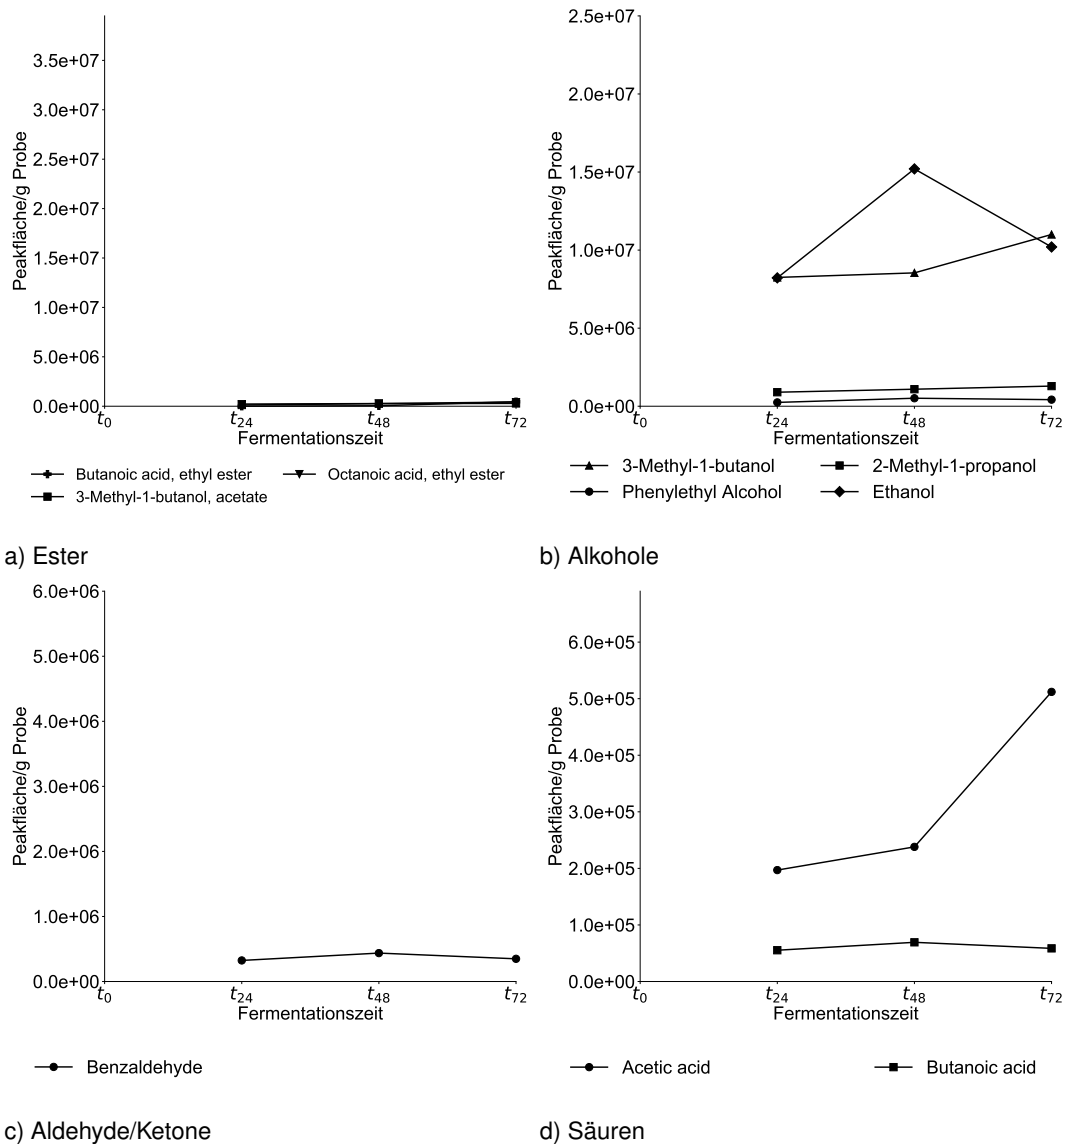 3.5e+07
3.0e+07
2.5e+07
2.0e+07
1.5e+07
1.0e+07
5.0e+06
0.0e+00
Peakfläche/g Probe
t0 t24 t48 t72
Fermentationszeit
Butanoic acid, ethyl ester Octanoic acid, ethyl ester
3-Methyl-1-butanol, acetate
a) Ester
2.5e+07
2.0e+07
1.5e+07
1.0e+07
5.0e+06
0.0e+00
Peakfläche/g Probe
t0 t24 t48 t72
Fermentationszeit
3-Methyl-1-butanol 2-Methyl-1-propanol
Phenylethyl Alcohol Ethanol
b) Alkohole
6.0e+06
5.0e+06
4.0e+06
3.0e+06
2.0e+06
1.0e+06
0.0e+00
Peakfläche/g Probe
t0 t24 t48 t72
Fermentationszeit
Benzaldehyde
c) Aldehyde/Ketone
6.0e+05
5.0e+05
4.0e+05
3.0e+05
2.0e+05
1.0e+05
0.0e+00
Peakfläche/g Probe
t0 t24 t48 t72
Fermentationszeit
Acetic acid Butanoic acid
d) Säuren